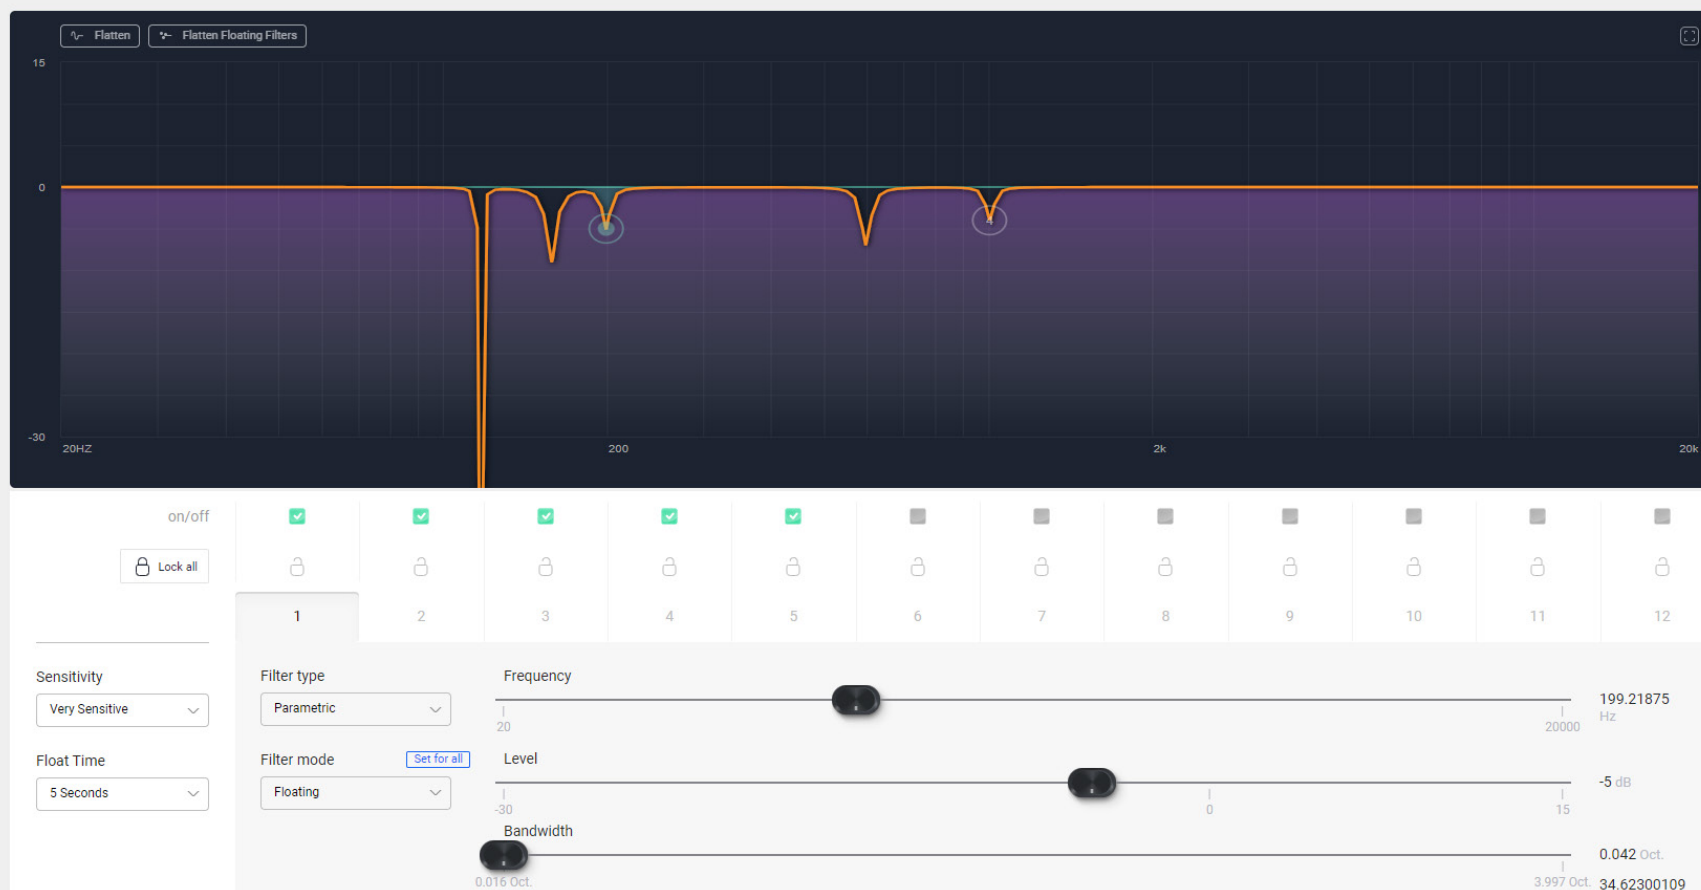 Flatten
Flatten Floating Filters
15
0
-30
20HZ
200
2k
20k
4
on/off
Lock all
1
2
3
4
5
6
7
8
9
10
11
12
Sensitivity
Very Sensitive
Float Time
5 Seconds
Filter type
Parametric
Filter mode
Set for all
Floating
Frequency
20
20000
199.21875
Hz
Level
-30
0
15
-5 dB
Bandwidth
0.016 Oct.
3.997 Oct.
0.042 Oct.
34.62300109